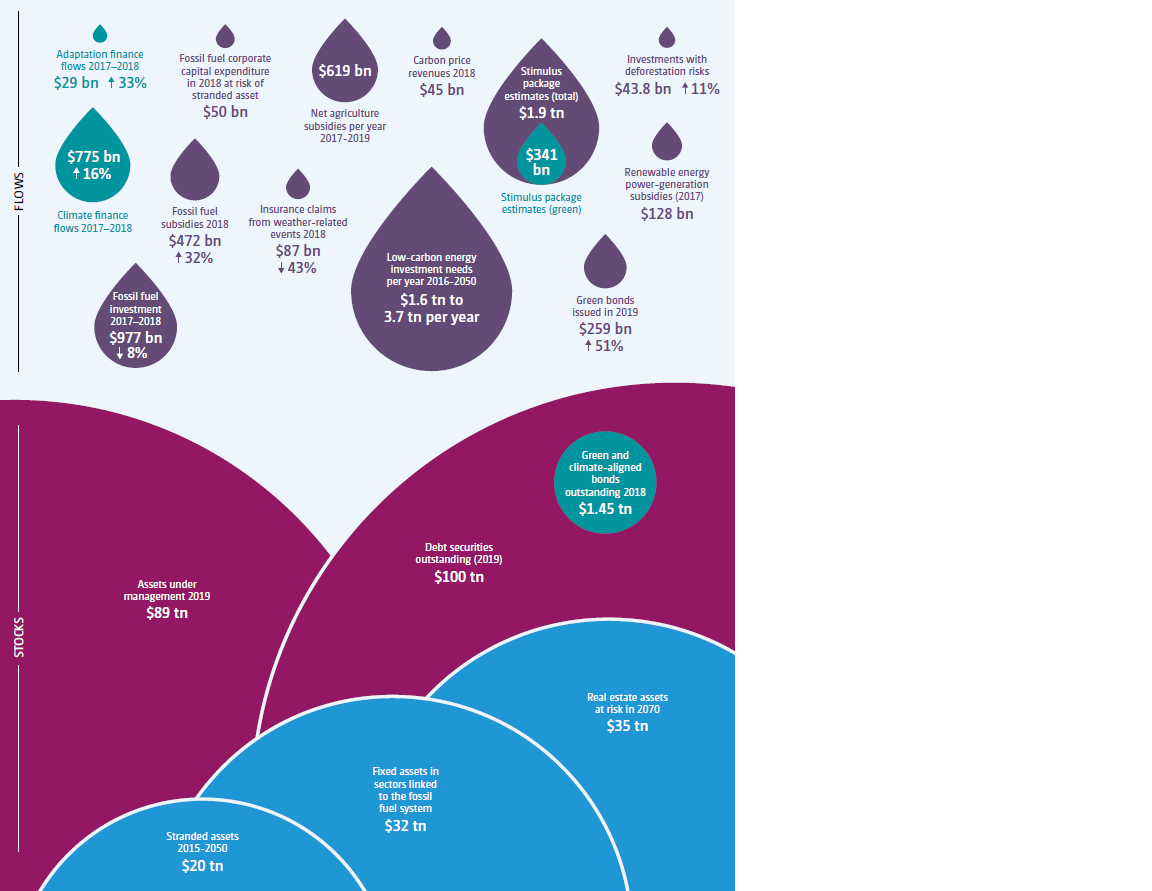 FLOWS
Adaptation finance
flows 2017–2018
$29 bn ↑ 33%
Fossil fuel corporate
capital expenditure
in 2018 at risk of
stranded asset
$50 bn
$619 bn
Net agriculture
subsidies per year
2017-2019
Carbon price
revenues 2018
$45 bn
Stimulus
package
estimates (total)
$1.9 tn
$341
bn
Stimulus package
estimates (green)
Investments with
deforestation risks
$43.8 bn ↑ 11%
$775 bn
↑ 16%
Climate finance
flows 2017–2018
Fossil fuel
subsidies 2018
$472 bn
↑ 32%
Insurance claims
from weather-related
events 2018
$87 bn
↓ 43%
Renewable energy
power-generation
subsidies (2017)
$128 bn
Fossil fuel
investment
2017–2018
$977 bn
↓ 8%
Low-carbon energy
investment needs
per year 2016-2050
$1.6 tn to
3.7 tn per year
Green bonds
issued in 2019
$259 bn
↑ 51%
STOCKS
Green and
climate-aligned
bonds
outstanding 2018
$1.45 tn
Debt securities
outstanding (2019)
$100 tn
Assets under
management 2019
$89 tn
Real estate assets
at risk in 2070
$35 tn
Fixed assets in
sectors linked
to the fossil
fuel system
$32 tn
Stranded assets
2015-2050
$20 tn